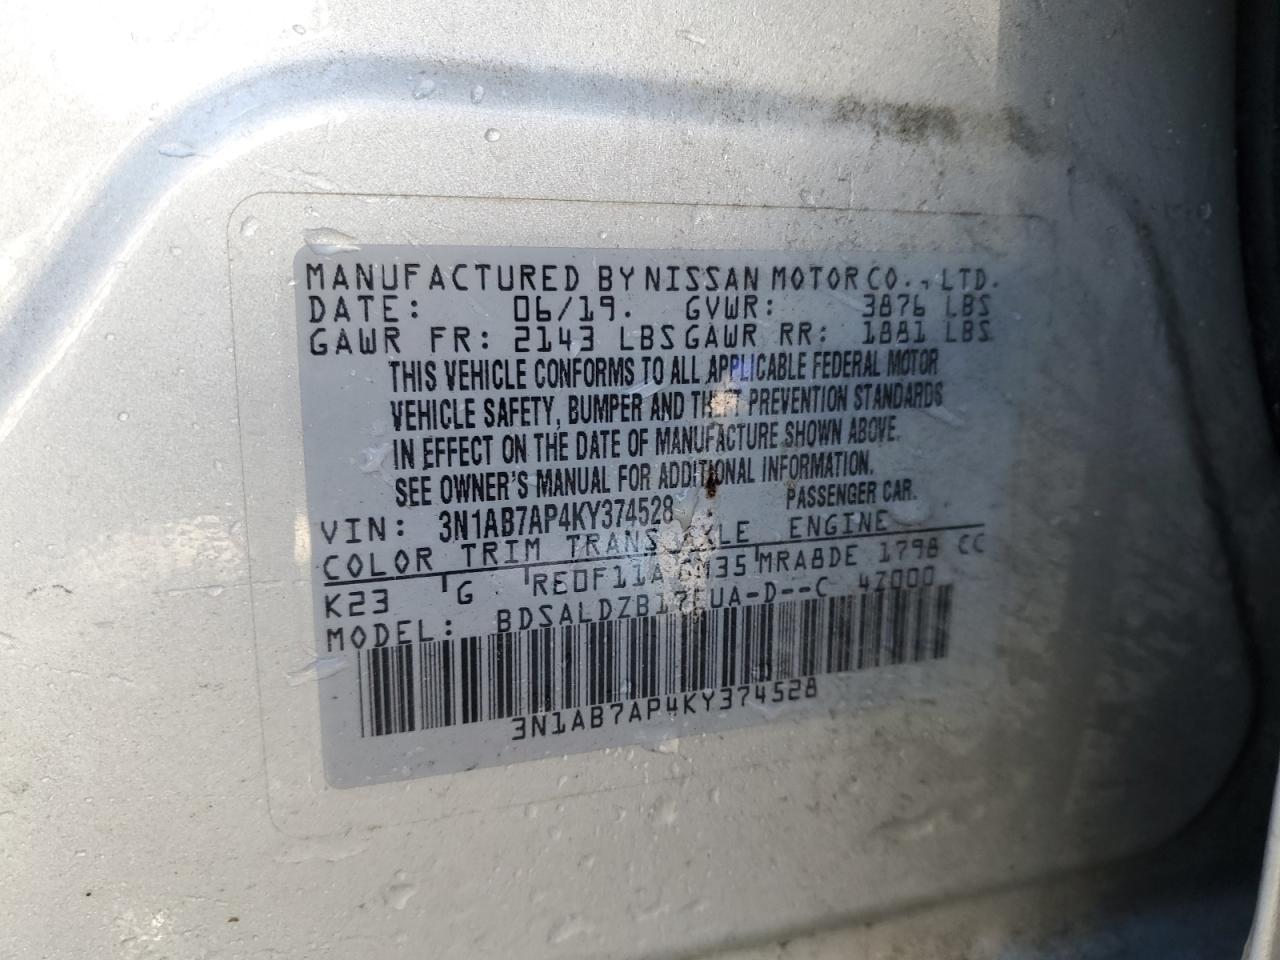 MANUFACTURED BY NISSAN MOTOR CO., LTD.
DATE: 06/19. GVWR: 3876 LBS
GAWR FR: 2143 LBS GAWR RR: 1881 LBS
THIS VEHICLE CONFORMS TO ALL APPLICABLE FEDERAL MOTOR
VEHICLE SAFETY, BUMPER AND THEFT PREVENTION STANDARDS
IN EFFECT ON THE DATE OF MANUFACTURE SHOWN ABOVE.
SEE OWNER'S MANUAL FOR ADDITIONAL INFORMATION.
VIN: 3N1AB7AP4KY374528 PASSENGER CAR.
COLOR TRIM TRANSAXLE ENGINE
K23 G RE0F11A MRA8DE 1798 CC
MODEL: 4Z000
3N1AB7AP4KY374528